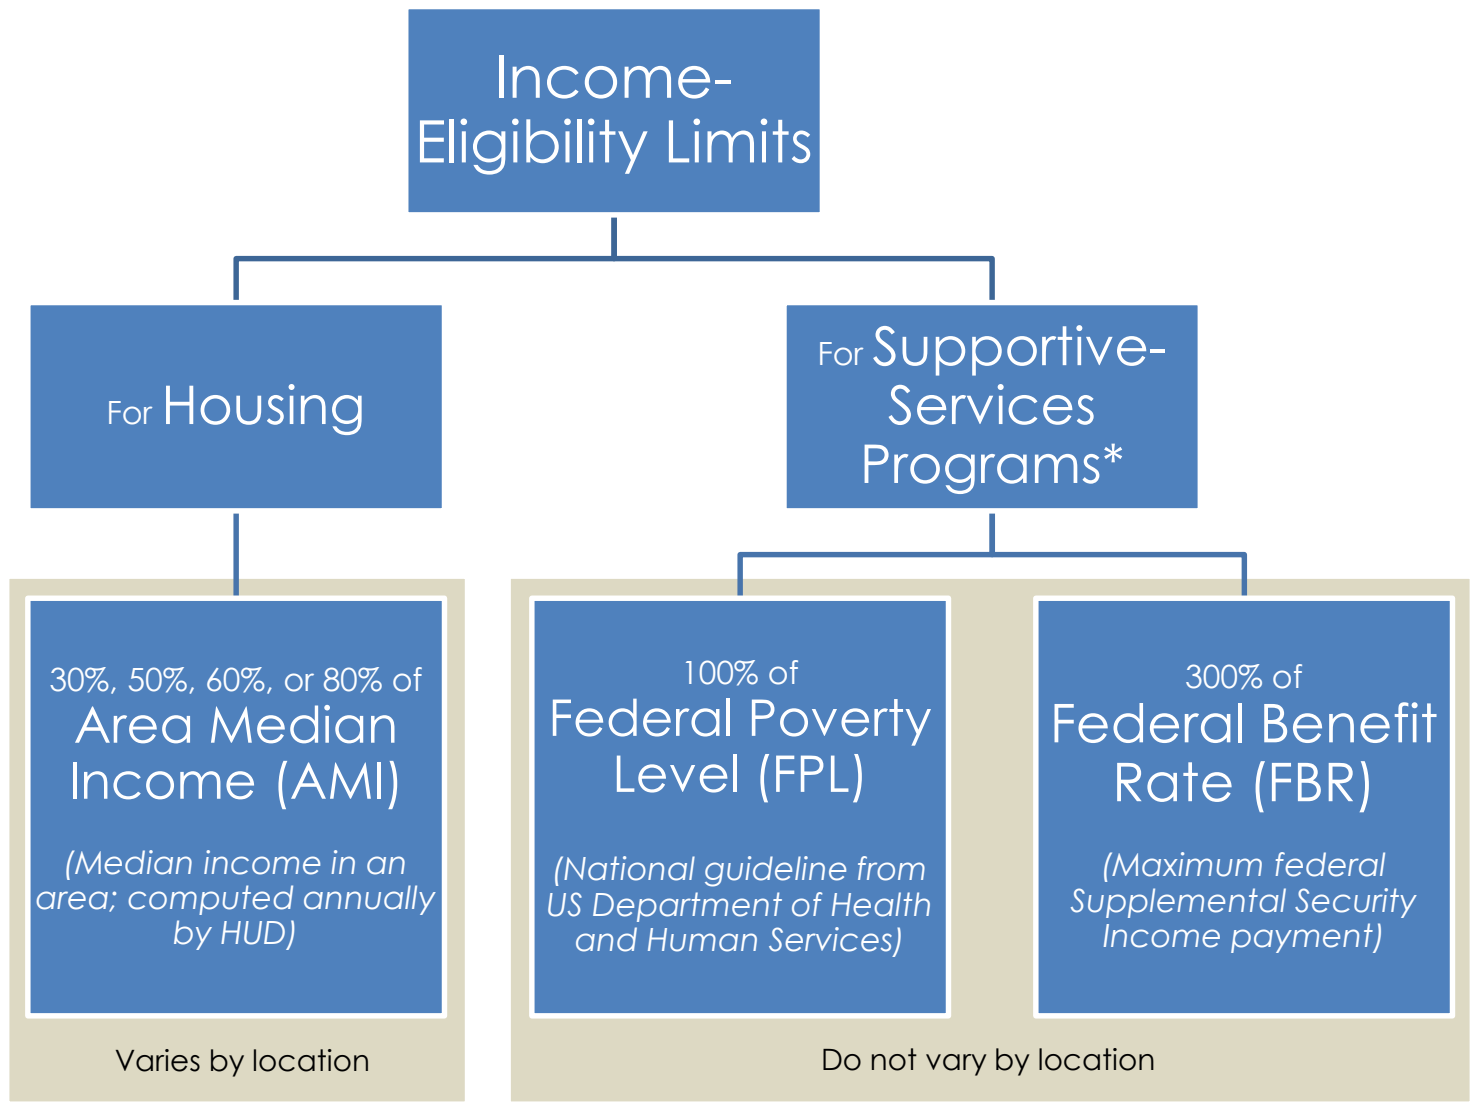 Income-
Eligibility Limits
For Housing
For Supportive-
Services
Programs*
30%, 50%, 60%, or 80% of
Area Median
Income (AMI)
(Median income in an
area; computed annually
by HUD)
Varies by location
100% of
Federal Poverty
Level (FPL)
(National guideline from
US Department of Health
and Human Services)
300% of
Federal Benefit
Rate (FBR)
(Maximum federal
Supplemental Security
Income payment)
Do not vary by location